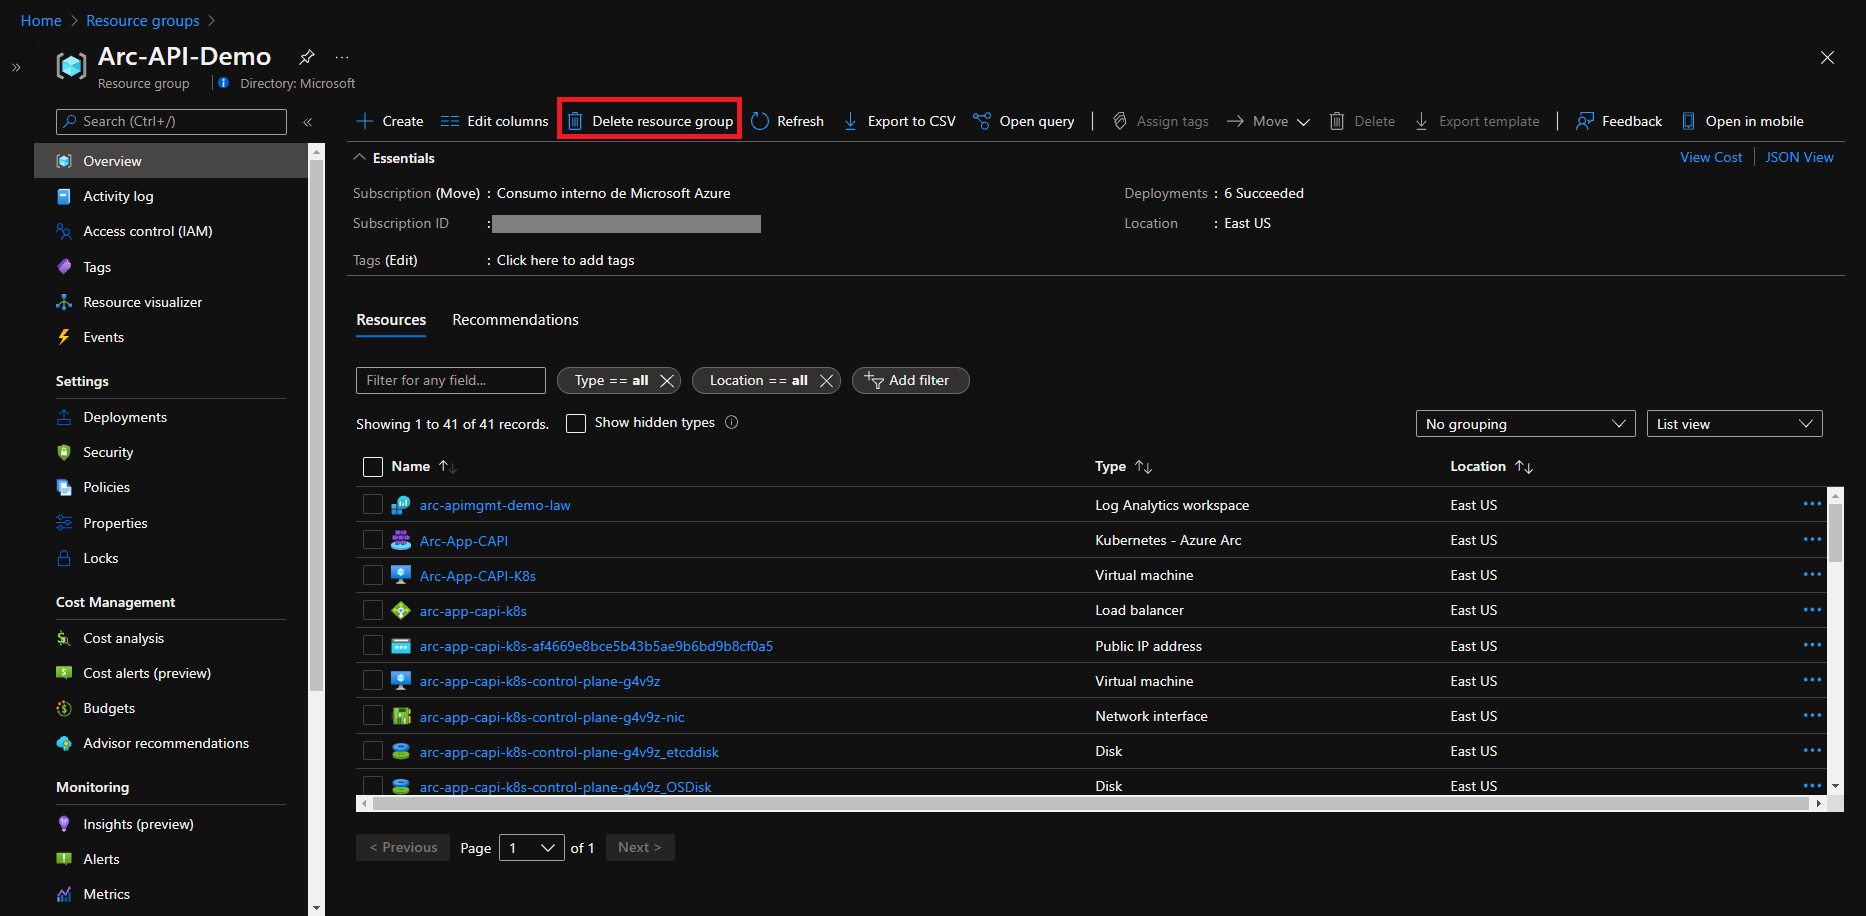 Home > Resource groups >
Arc-API-Demo
Resource group
Directory: Microsoft
Search (Ctrl+/)
Overview
Activity log
Access control (IAM)
Tags
Resource visualizer
Events
Settings
Deployments
Security
Policies
Properties
Locks
Cost Management
Cost analysis
Cost alerts (preview)
Budgets
Advisor recommendations
Monitoring
Insights (preview)
Alerts
Metrics
Create Edit columns Delete resource group Refresh Export to CSV Open query Assign tags Move Delete Export template Feedback Open in mobile
Essentials
View Cost JSON View
Subscription (Move) : Consumo interno de Microsoft Azure
Deployments : 6 Succeeded
Subscription ID :
Location : East US
Tags (Edit) : Click here to add tags
Resources Recommendations
Filter for any field... Type == all Location == all Add filter
Showing 1 to 41 of 41 records. Show hidden types
No grouping List view
Name Type Location
arc-apimgmt-demo-law Log Analytics workspace East US
Arc-App-CAPI Kubernetes - Azure Arc East US
Arc-App-CAPI-K8s Virtual machine East US
arc-app-capi-k8s Load balancer East US
arc-app-capi-k8s-af4669e8bce5b43b5ae9b6bd9b8cf0a5 Public IP address East US
arc-app-capi-k8s-control-plane-g4v9z Virtual machine East US
arc-app-capi-k8s-control-plane-g4v9z-nic Network interface East US
arc-app-capi-k8s-control-plane-g4v9z_etcddisk Disk East US
arc-app-capi-k8s-control-plane-g4v9z_OSDisk Disk East US
< Previous Page 1 of 1 Next >